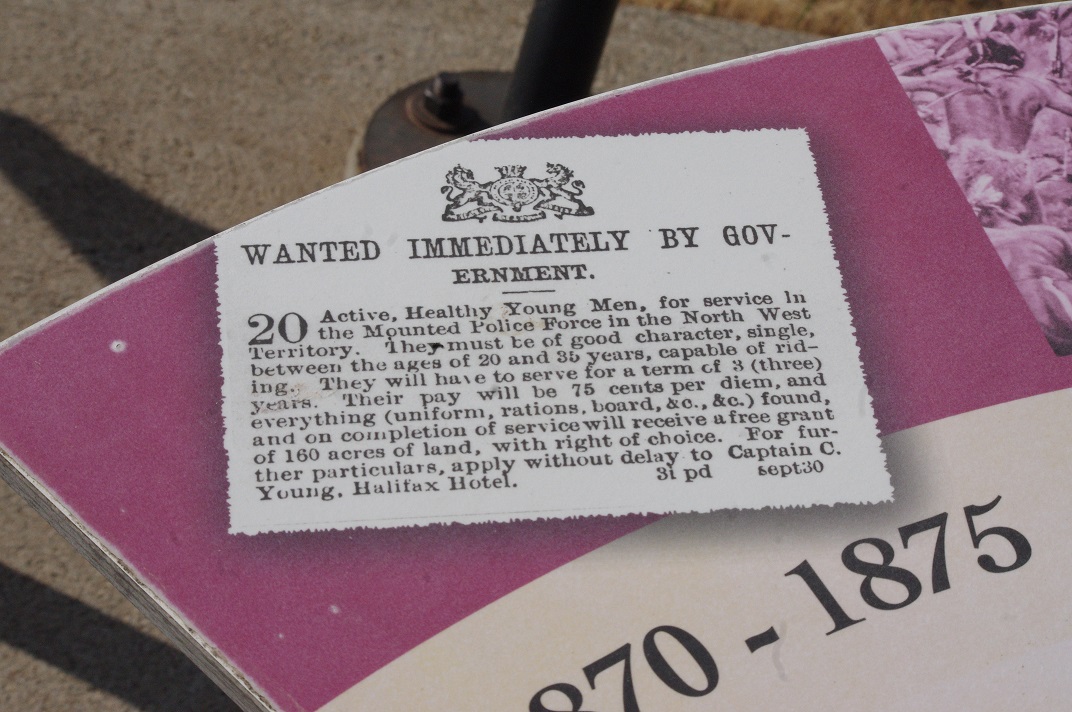 WANTED IMMEDIATELY BY GOV-
ERNMENT.
20 Active, Healthy Young Men, for service in
the Mounted Police Force in the North West
Territory. They must be of good character, single,
between the ages of 20 and 35 years, capable of rid-
ing. They will have to serve for a term of 3 (three)
years. Their pay will be 75 cents per diem, and
everything (uniform, rations, board, &c., &c.) found,
and on completion of service will receive a free grant
of 160 acres of land, with right of choice. For fur-
ther particulars, apply without delay to Captain C.
Young, Halifax Hotel. 3i pd sept30
870 - 1875